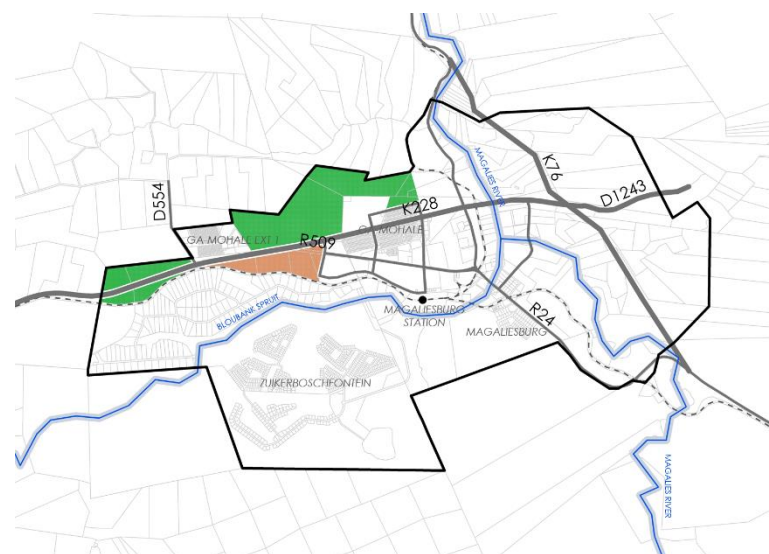 K76
MAGALIES RIVER
D1243
D554
K228
GA-MOHALE EXT 1
R509
GA-MOHALE
BLOUBANK SPRUIT
MAGALIESBURG
STATION
R24
MAGALIESBURG
ZUIKERBOSCHFONTEIN
MAGALIES RIVER